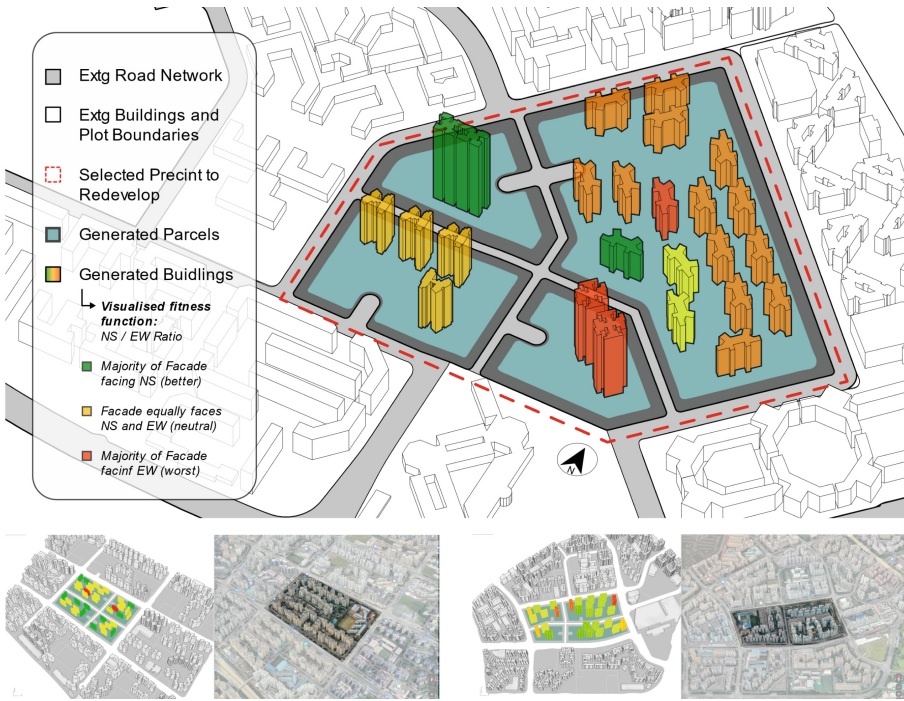 Extg Road Network
Extg Buildings and
Plot Boundaries
Selected Precint to
Redevelop
Generated Parcels
Generated Buidlings
Visualised fitness
function:
NS / EW Ratio
Majority of Facade
facing NS (better)
Facade equally faces
NS and EW (neutral)
Majority of Facade
facinf EW (worst)
N